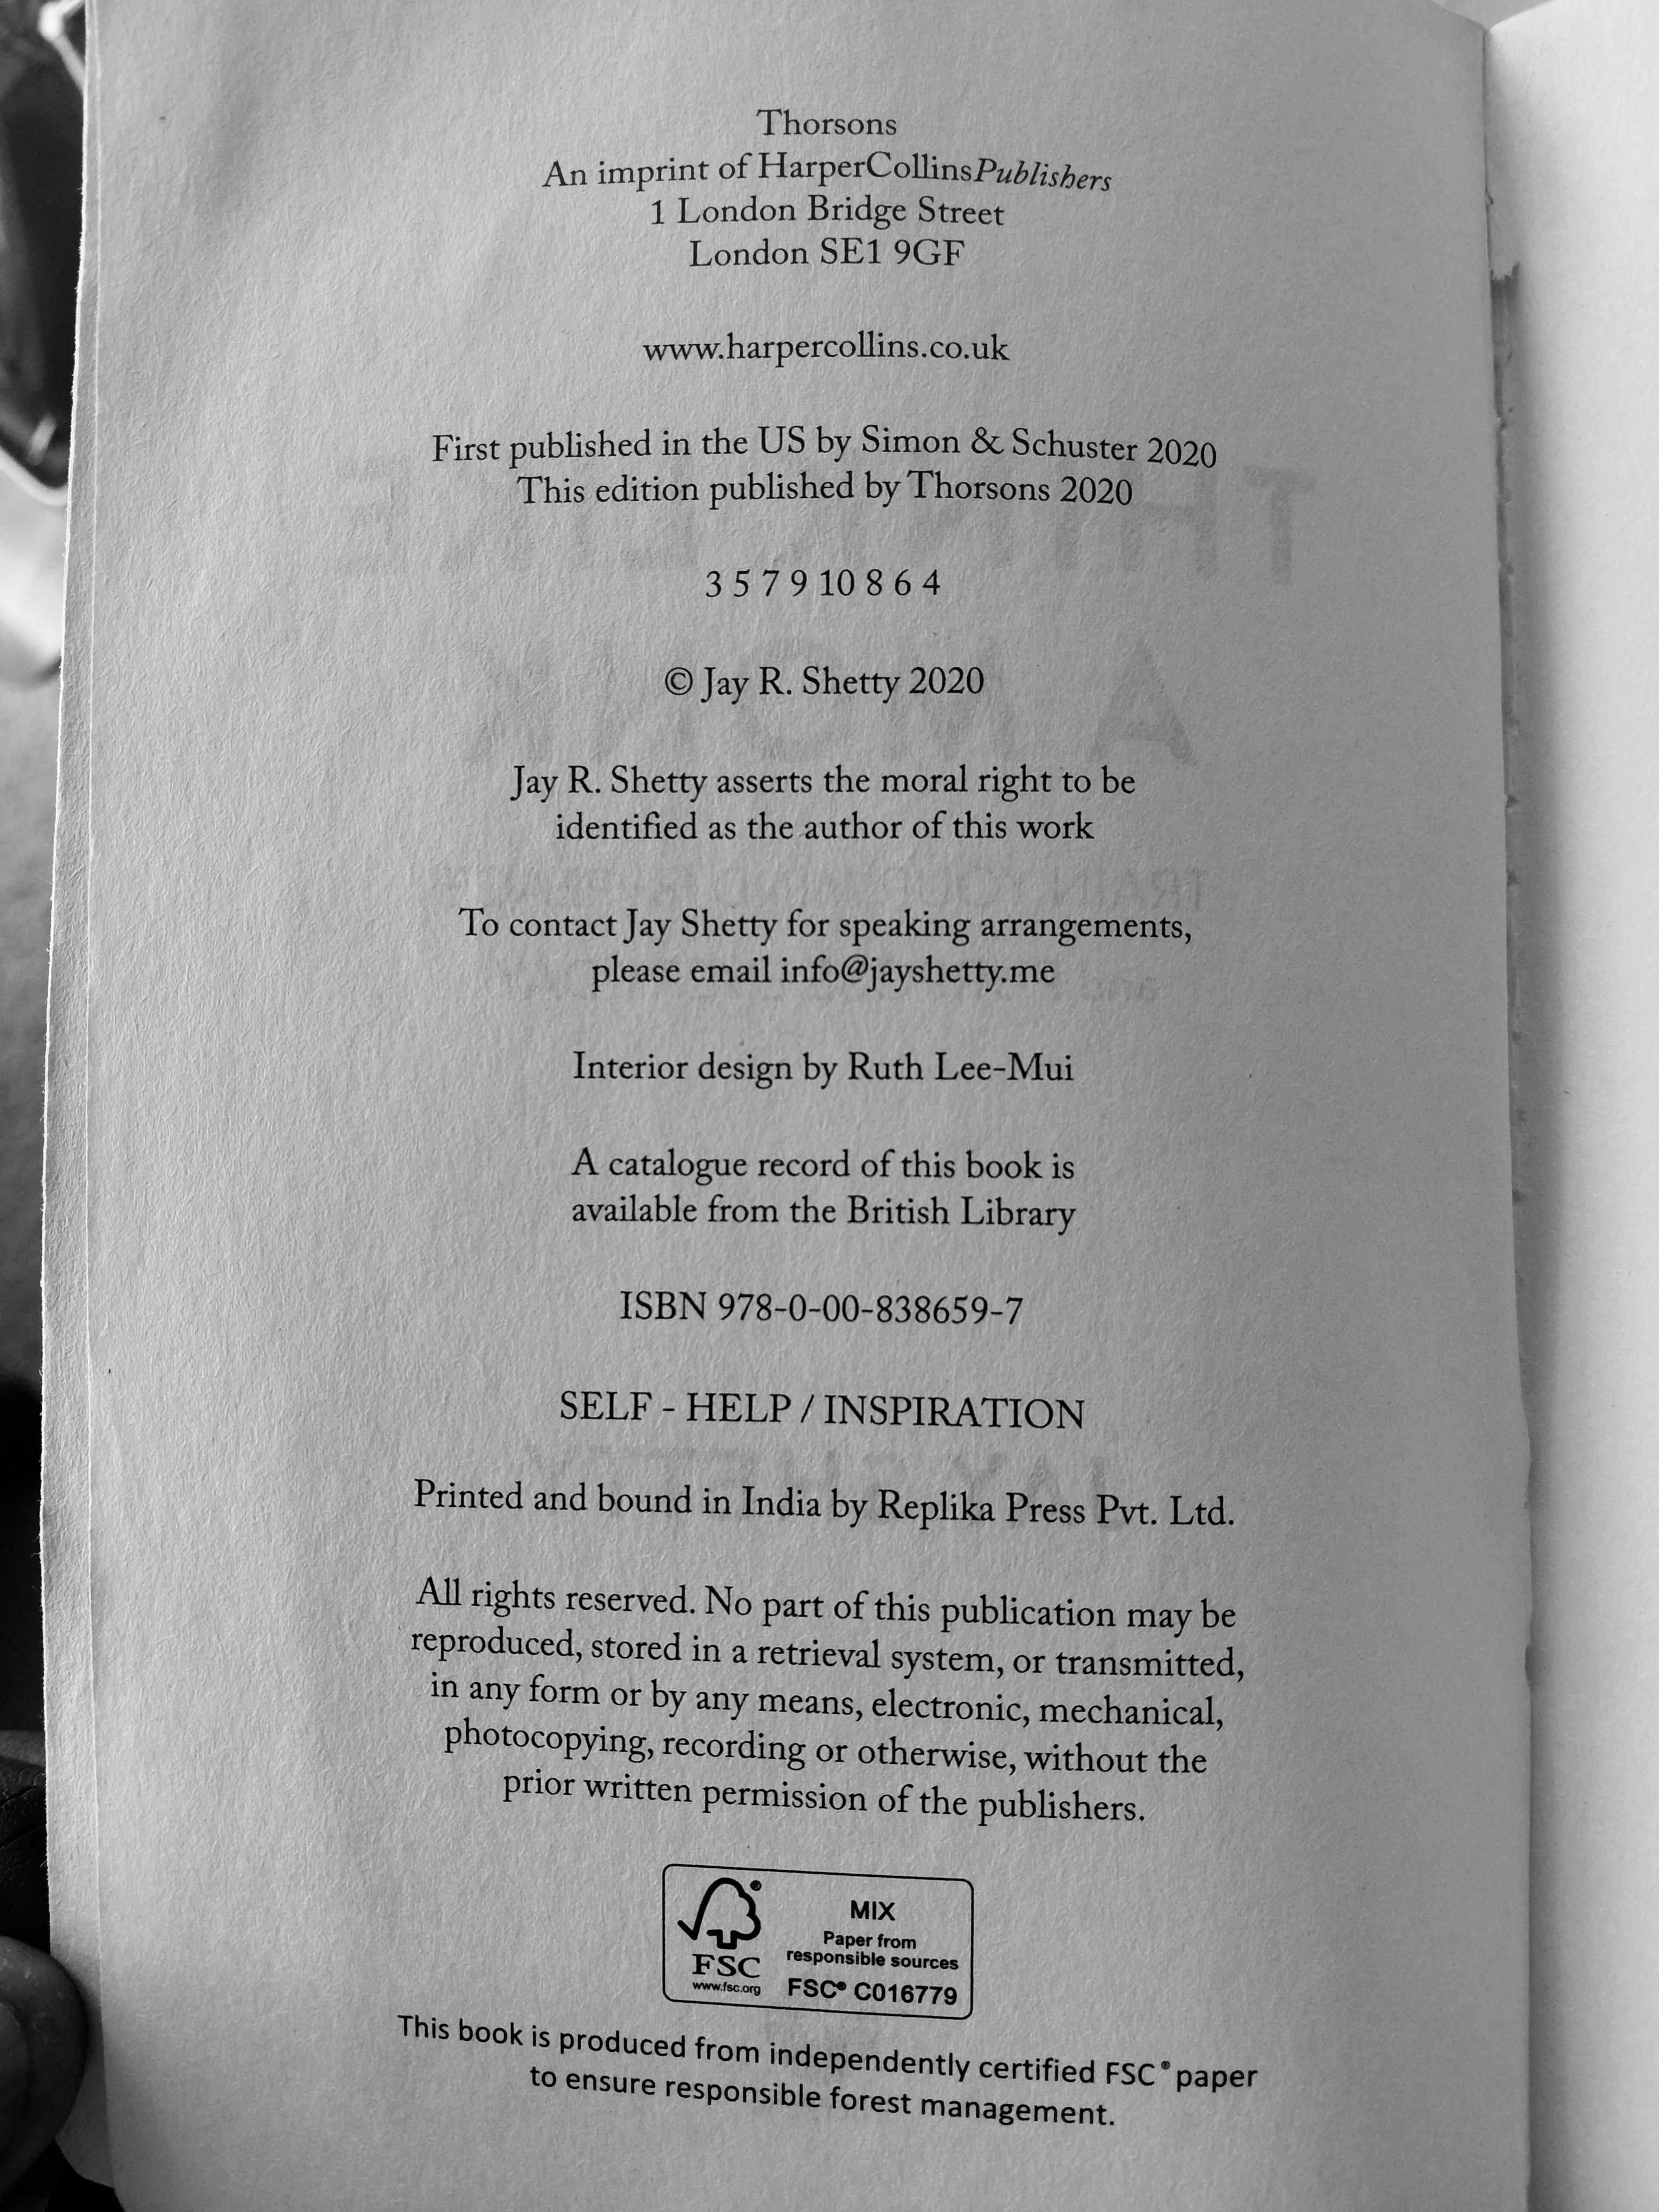 Thorsons
An imprint of HarperCollinsPublishers
1 London Bridge Street
London SE1 9GF
www.harpercollins.co.uk
First published in the US by Simon & Schuster 2020
This edition published by Thorsons 2020
3 5 7 9 10 8 6 4
© Jay R. Shetty 2020
Jay R. Shetty asserts the moral right to be
identified as the author of this work
To contact Jay Shetty for speaking arrangements,
please email info@jayshetty.me
Interior design by Ruth Lee-Mui
A catalogue record of this book is
available from the British Library
ISBN 978-0-00-838659-7
SELF - HELP / INSPIRATION
Printed and bound in India by Replika Press Pvt. Ltd.
All rights reserved. No part of this publication may be
reproduced, stored in a retrieval system, or transmitted,
in any form or by any means, electronic, mechanical,
photocopying, recording or otherwise, without the
prior written permission of the publishers.
MIX
Paper from
responsible sources
FSC® C016779
FSC
www.fsc.org
This book is produced from independently certified FSC® paper
to ensure responsible forest management.